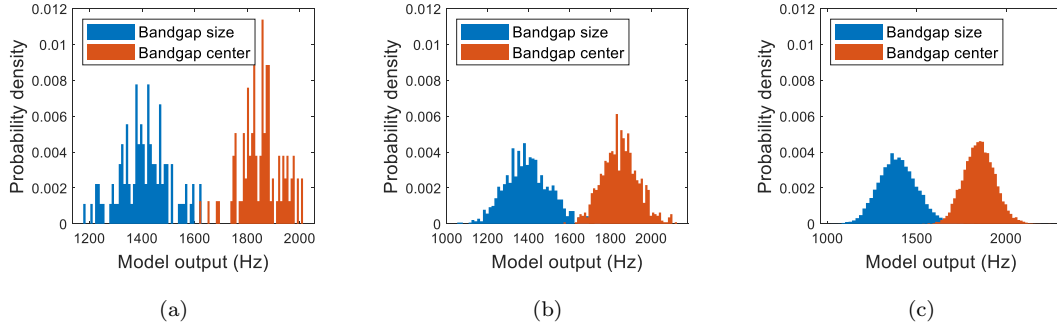 0.012
0.01
0.008
0.006
0.004
0.002
0
Probability density
Bandgap size
Bandgap center
1200 1400 1600 1800 2000
Model output (Hz)
(a)
0.012
0.01
0.008
0.006
0.004
0.002
0
Probability density
Bandgap size
Bandgap center
1000 1200 1400 1600 1800 2000
Model output (Hz)
(b)
0.012
0.01
0.008
0.006
0.004
0.002
0
Probability density
Bandgap size
Bandgap center
1000 1500 2000
Model output (Hz)
(c)